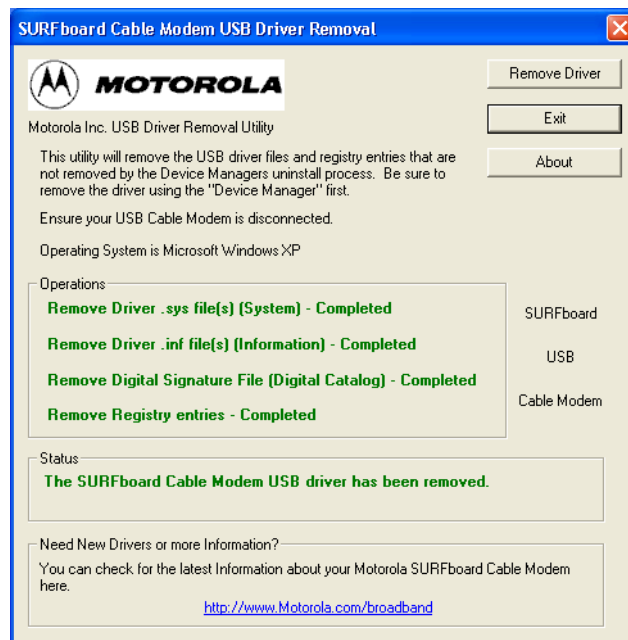 SURFboard Cable Modem USB Driver Removal
MOTOROLA
Remove Driver
Exit
About
Motorola Inc. USB Driver Removal Utility
This utility will remove the USB driver files and registry entries that are
not removed by the Device Managers uninstall process. Be sure to
remove the driver using the "Device Manager" first.
Ensure your USB Cable Modem is disconnected.
Operating System is Microsoft Windows XP
Operations
Remove Driver .sys file(s) (System) - Completed
Remove Driver .inf file(s) (Information) - Completed
Remove Digital Signature File (Digital Catalog) - Completed
Remove Registry entries - Completed
SURFboard
USB
Cable Modem
Status
The SURFboard Cable Modem USB driver has been removed.
Need New Drivers or more Information?
You can check for the latest Information about your Motorola SURFboard Cable Modem
here.
http://www.Motorola.com/broadband